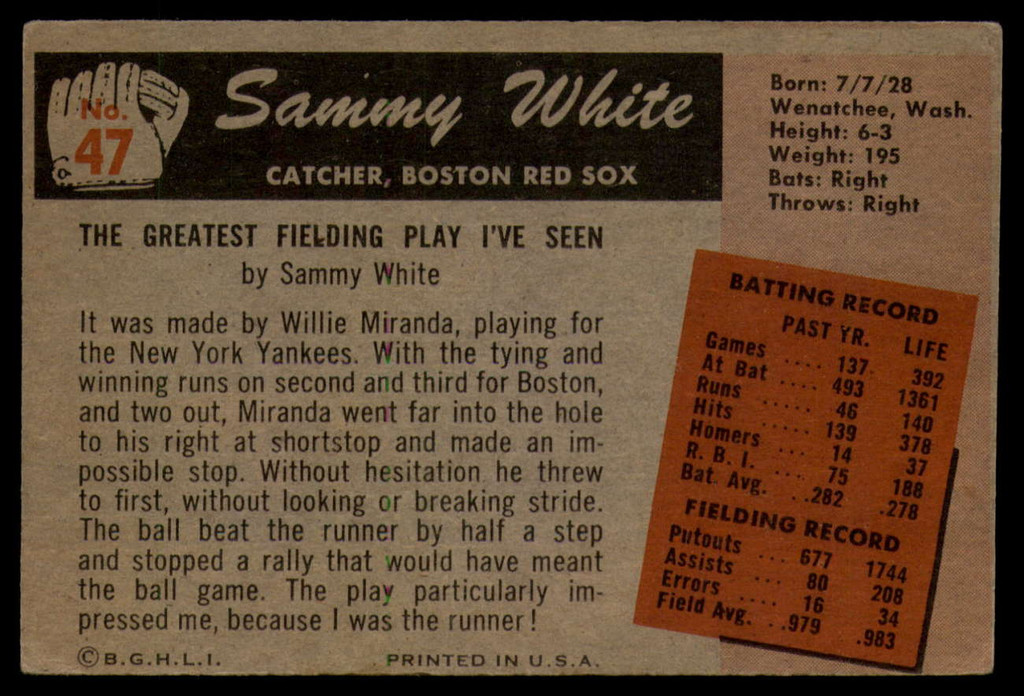 No.
47
Sammy White
CATCHER, BOSTON RED SOX
Born: 7/7/28
Wenatchee, Wash.
Height: 6-3
Weight: 195
Bats: Right
Throws: Right
THE GREATEST FIELDING PLAY I'VE SEEN
by Sammy White
It was made by Willie Miranda, playing for
the New York Yankees. With the tying and
winning runs on second and third for Boston,
and two out, Miranda went far into the hole
to his right at shortstop and made an im-
possible stop. Without hesitation he threw
to first, without looking or breaking stride.
The ball beat the runner by half a step
and stopped a rally that would have meant
the ball game. The play particularly im-
pressed me, because I was the runner!
©B.G.H.L.I. PRINTED IN U.S.A.
BATTING RECORD
PAST YR. LIFE
Games .... 137 392
At Bat .... 493 1361
Runs ..... 46 140
Hits ..... 139 378
Homers .... 14 37
R. B. I. ... 75 188
Bat. Avg. ..282 .278
FIELDING RECORD
Putouts ... 677 1744
Assists ... 80 208
Errors .... 16 34
Field Avg. ..979 .983